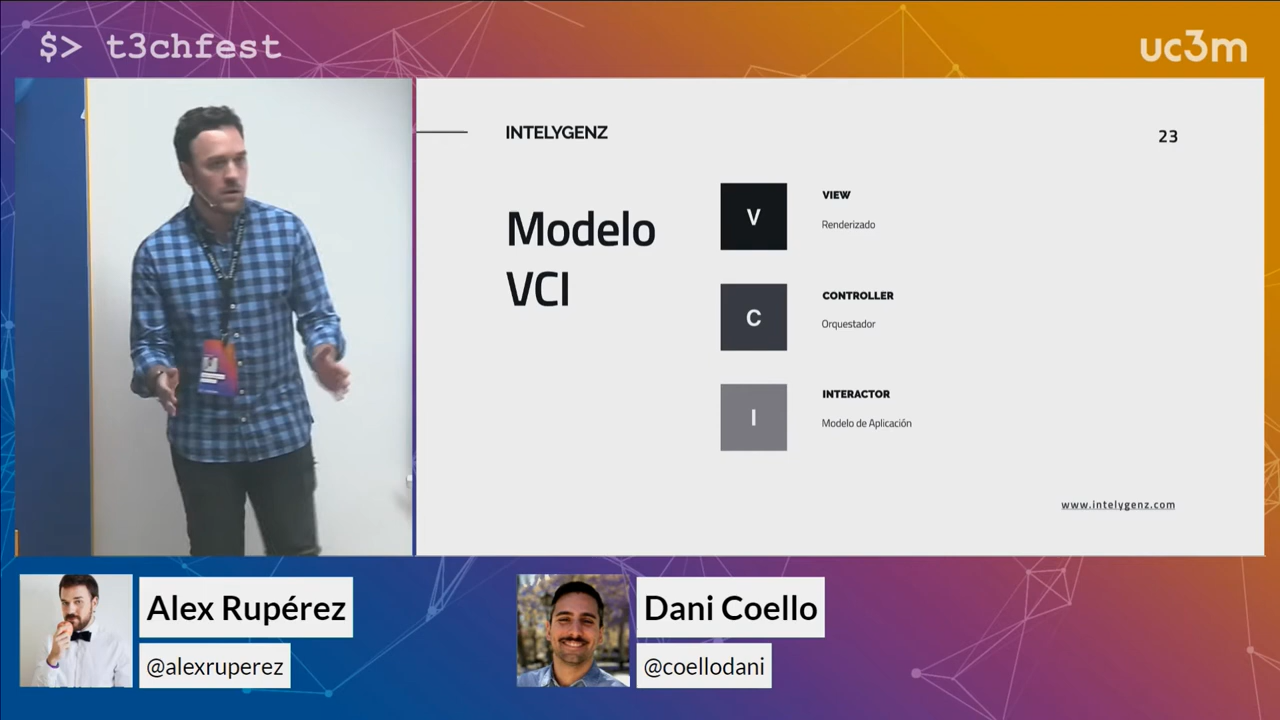 $> t3chfest
uc3m
INTELYGENZ
23
Modelo
VCI
V
VIEW
Renderizado
C
CONTROLLER
Orquestador
I
INTERACTOR
Modelo de Aplicación
www.intelygenz.com
Alex Rupérez
@alexruperez
Dani Coello
@coellodani